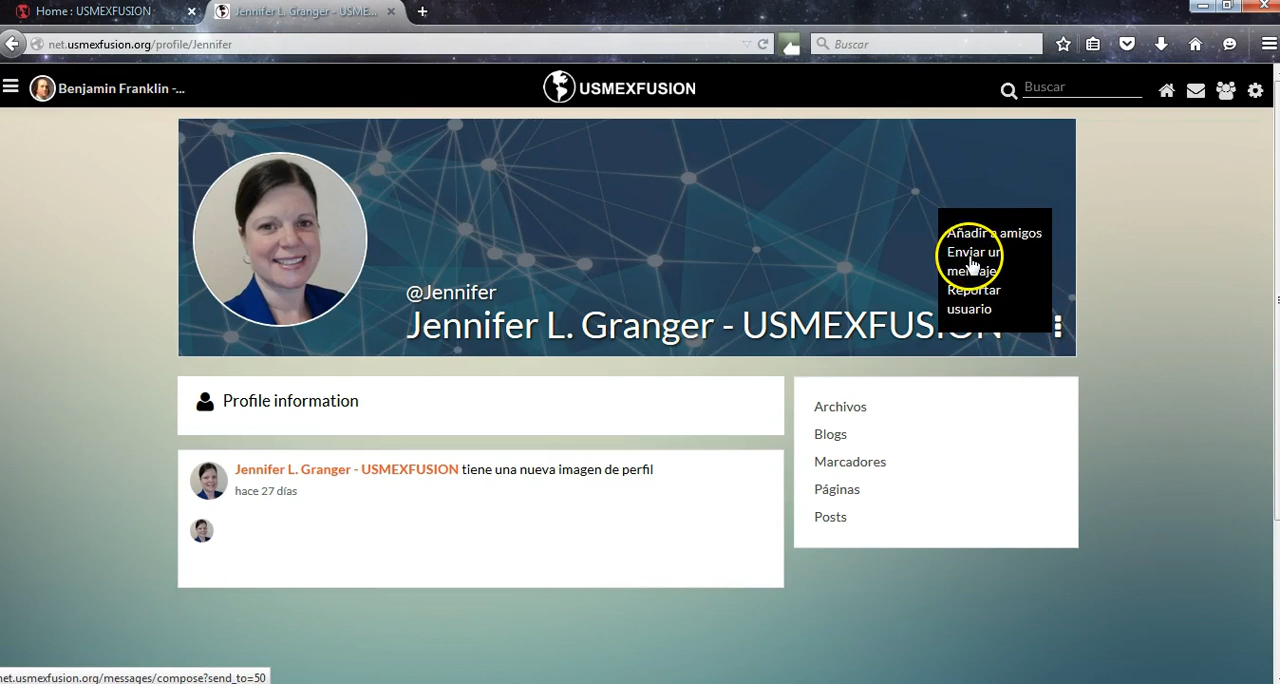 Home : USMEXFUSION
Jennifer L. Granger - USME...
net.usmexfusion.org/profile/Jennifer
Buscar
Benjamin Franklin -...
USMEXFUSION
Buscar
Añadir a amigos
Enviar un
mensaje
Reportar
usuario
@Jennifer
Jennifer L. Granger - USMEXFUSION
Profile information
Jennifer L. Granger - USMEXFUSION tiene una nueva imagen de perfil
hace 27 días
Archivos
Blogs
Marcadores
Páginas
Posts
net.usmexfusion.org/messages/compose?send_to=50